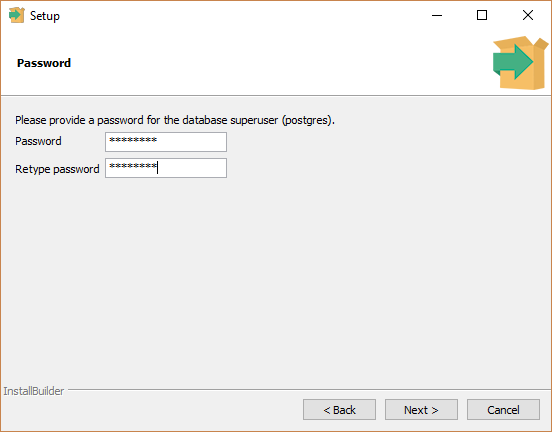 Setup
Password
Please provide a password for the database superuser (postgres).
Password ********
Retype password ********
InstallBuilder
< Back Next > Cancel